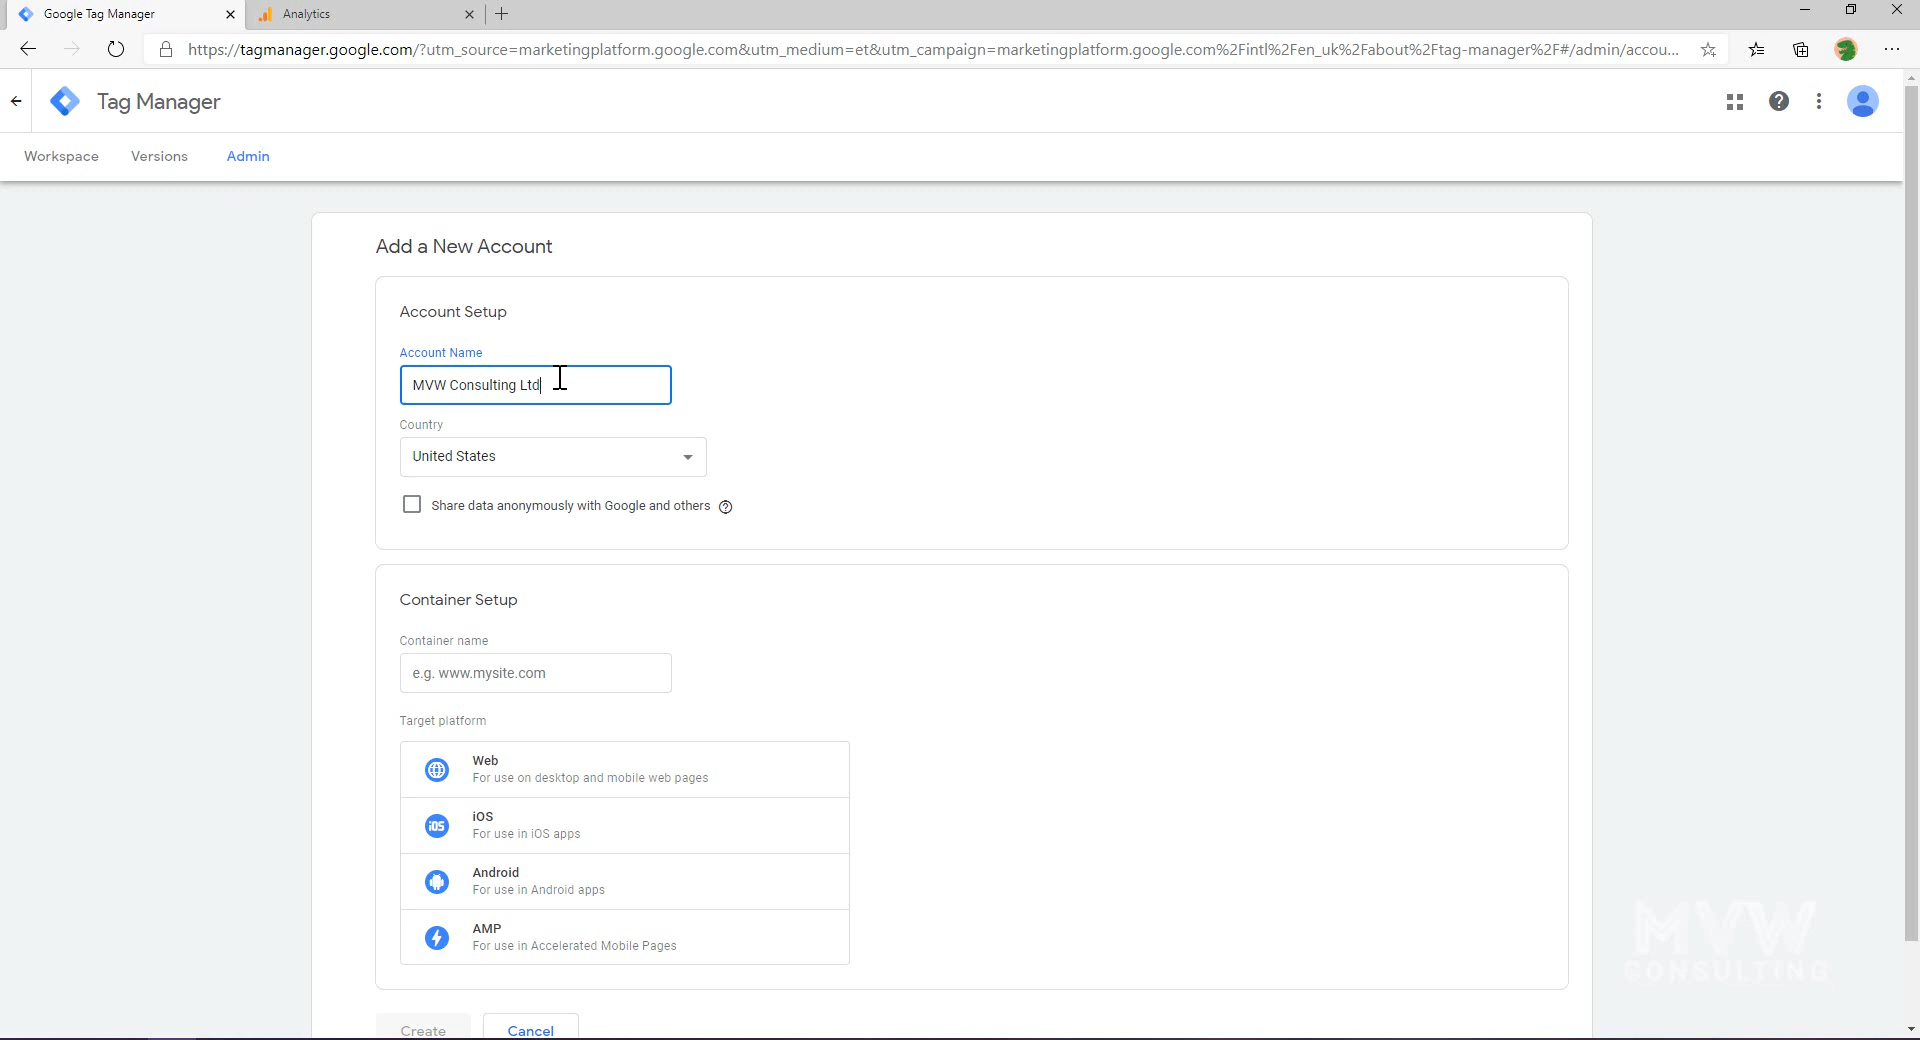 Google Tag Manager
Analytics
https://tagmanager.google.com/?utm_source=marketingplatform.google.com&utm_medium=et&utm_campaign=marketingplatform.google.com%2Fintl%2Fen_uk%2Fabout%2Ftag-manager%2F#/admin/accou...
Tag Manager
Workspace
Versions
Admin
Add a New Account
Account Setup
Account Name
MVW Consulting Ltd
Country
United States
Share data anonymously with Google and others
Container Setup
Container name
e.g. www.mysite.com
Target platform
Web
For use on desktop and mobile web pages
iOS
iOS
For use in iOS apps
Android
For use in Android apps
AMP
For use in Accelerated Mobile Pages
MVW
CONSULTING
Create
Cancel